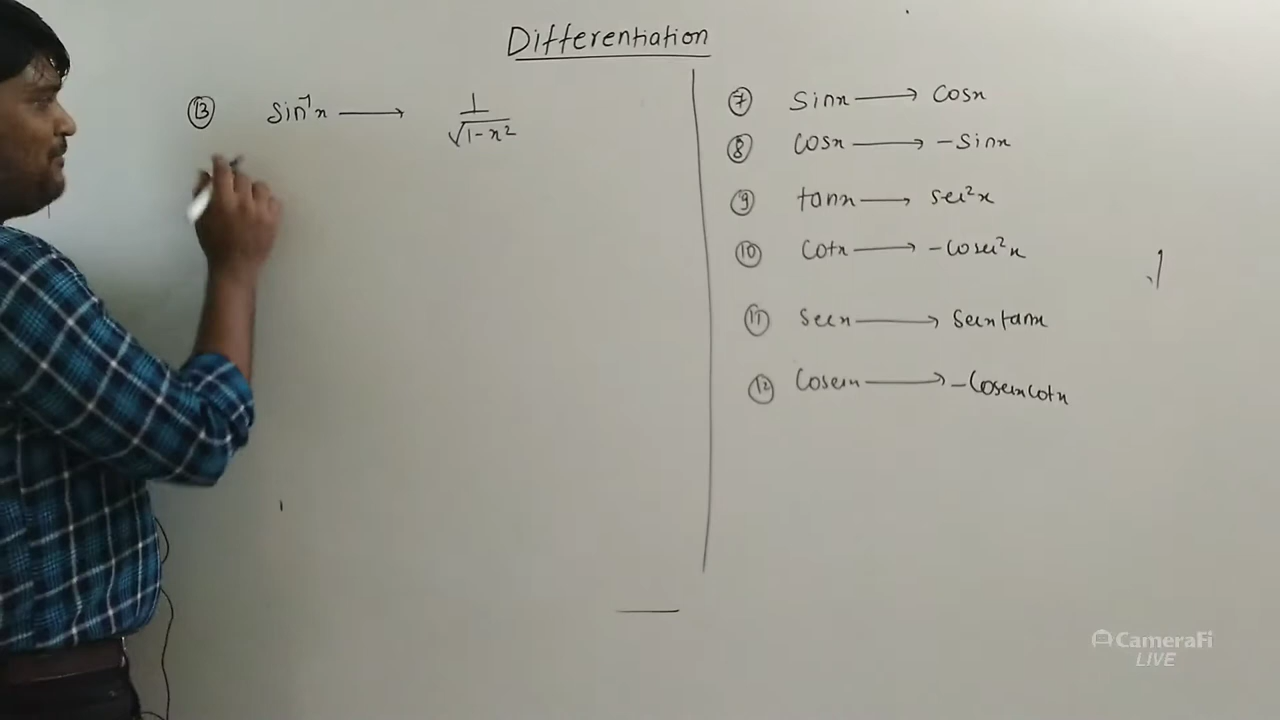 Differentiation
⑬ sin⁻¹x ⟶ 1/√(1-x²)
⑦ Sinx ⟶ Cosx
⑧ Cosx ⟶ -Sinx
⑨ tanx ⟶ sec²x
⑩ Cotx ⟶ -Cosec²x
⑪ Secx ⟶ Secxtanx
⑫ Cosecx ⟶ -Cosecxcotx
CameraFi
LIVE